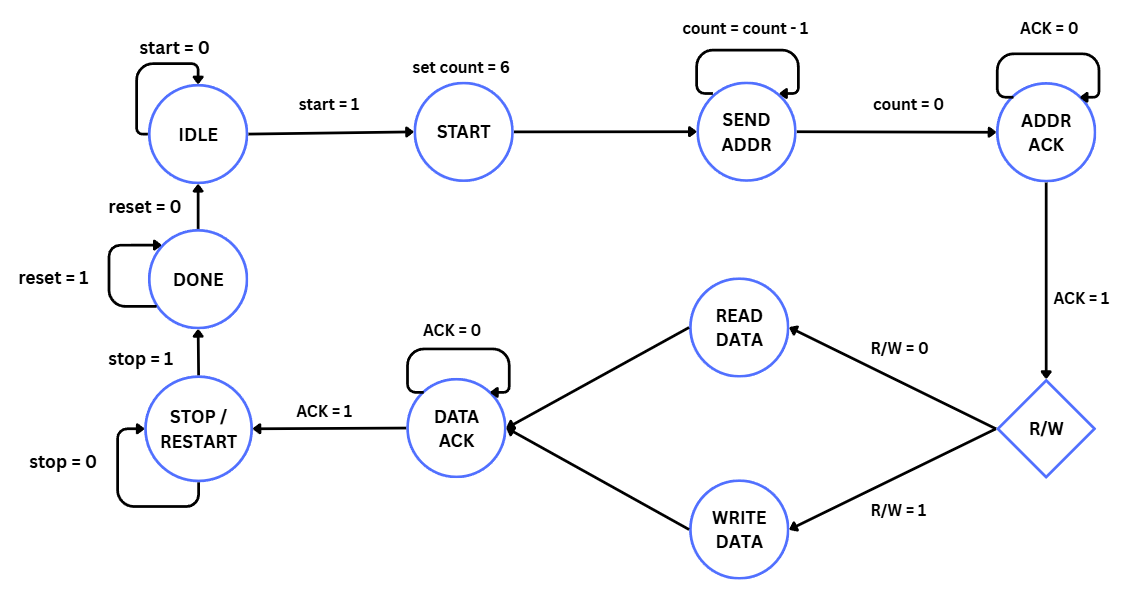 count = count - 1
ACK = 0
start = 0
set count = 6
start = 1
count = 0
IDLE
START
SEND
ADDR
ADDR
ACK
reset = 0
reset = 1
DONE
ACK = 1
READ
DATA
ACK = 0
R/W = 0
stop = 1
STOP /
RESTART
ACK = 1
DATA
ACK
R/W
stop = 0
R/W = 1
WRITE
DATA